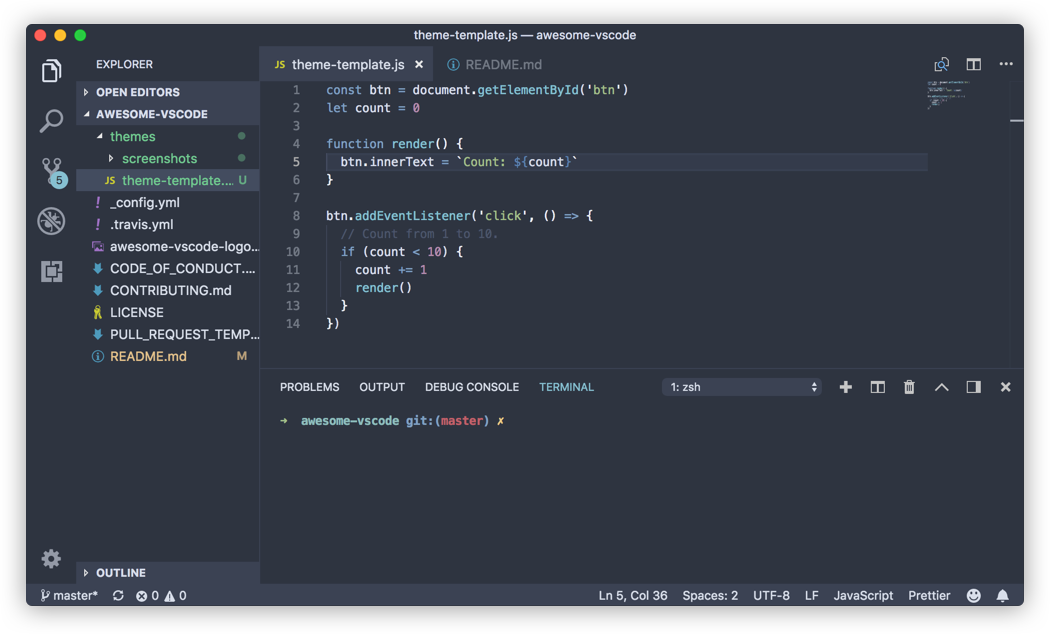 theme-template.js — awesome-vscode
EXPLORER
OPEN EDITORS
AWESOME-VSCODE
themes
screenshots
JS theme-template.... U
! _config.yml
! .travis.yml
awesome-vscode-logo...
CODE_OF_CONDUCT....
CONTRIBUTING.md
LICENSE
PULL_REQUEST_TEMP...
README.md M
OUTLINE
5
JS theme-template.js ×
README.md
1 const btn = document.getElementById('btn')
2 let count = 0
3
4 function render() {
5 btn.innerText = `Count: ${count}`
6 }
7
8 btn.addEventListener('click', () => {
9 // Count from 1 to 10.
10 if (count < 10) {
11 count += 1
12 render()
13 }
14 })
PROBLEMS OUTPUT DEBUG CONSOLE TERMINAL 1: zsh
➜ awesome-vscode git:(master) ✗
master* 0 0 Ln 5, Col 36 Spaces: 2 UTF-8 LF JavaScript Prettier